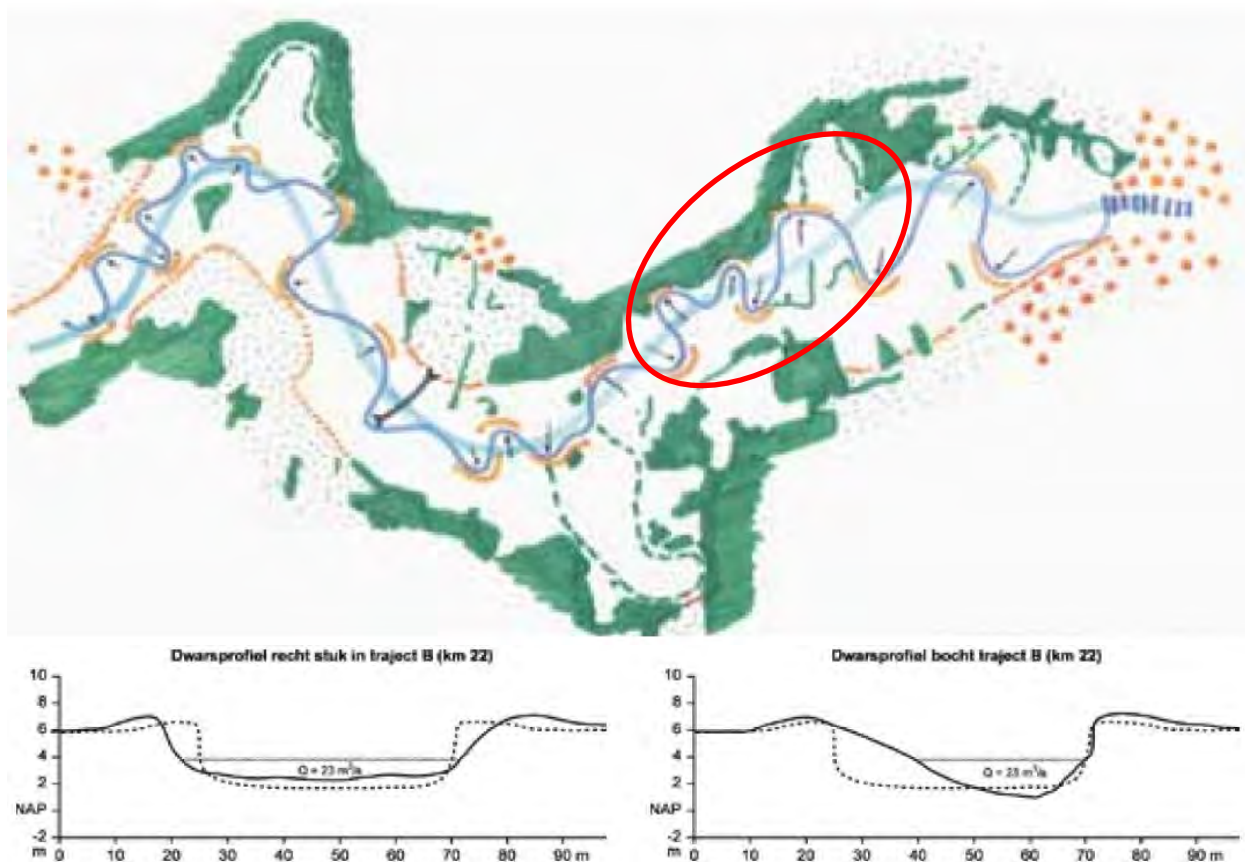 Dwarsprofiel recht stuk in traject B (km 22)
10
8
6
4
2
NAP
-2
m
Q = 23 m³/s
0 10 20 30 40 50 60 70 80 90 m
Dwarsprofiel bocht traject B (km 22)
10
8
6
4
2
NAP
-2
m
Q = 23 m³/s
0 10 20 30 40 50 60 70 80 90 m